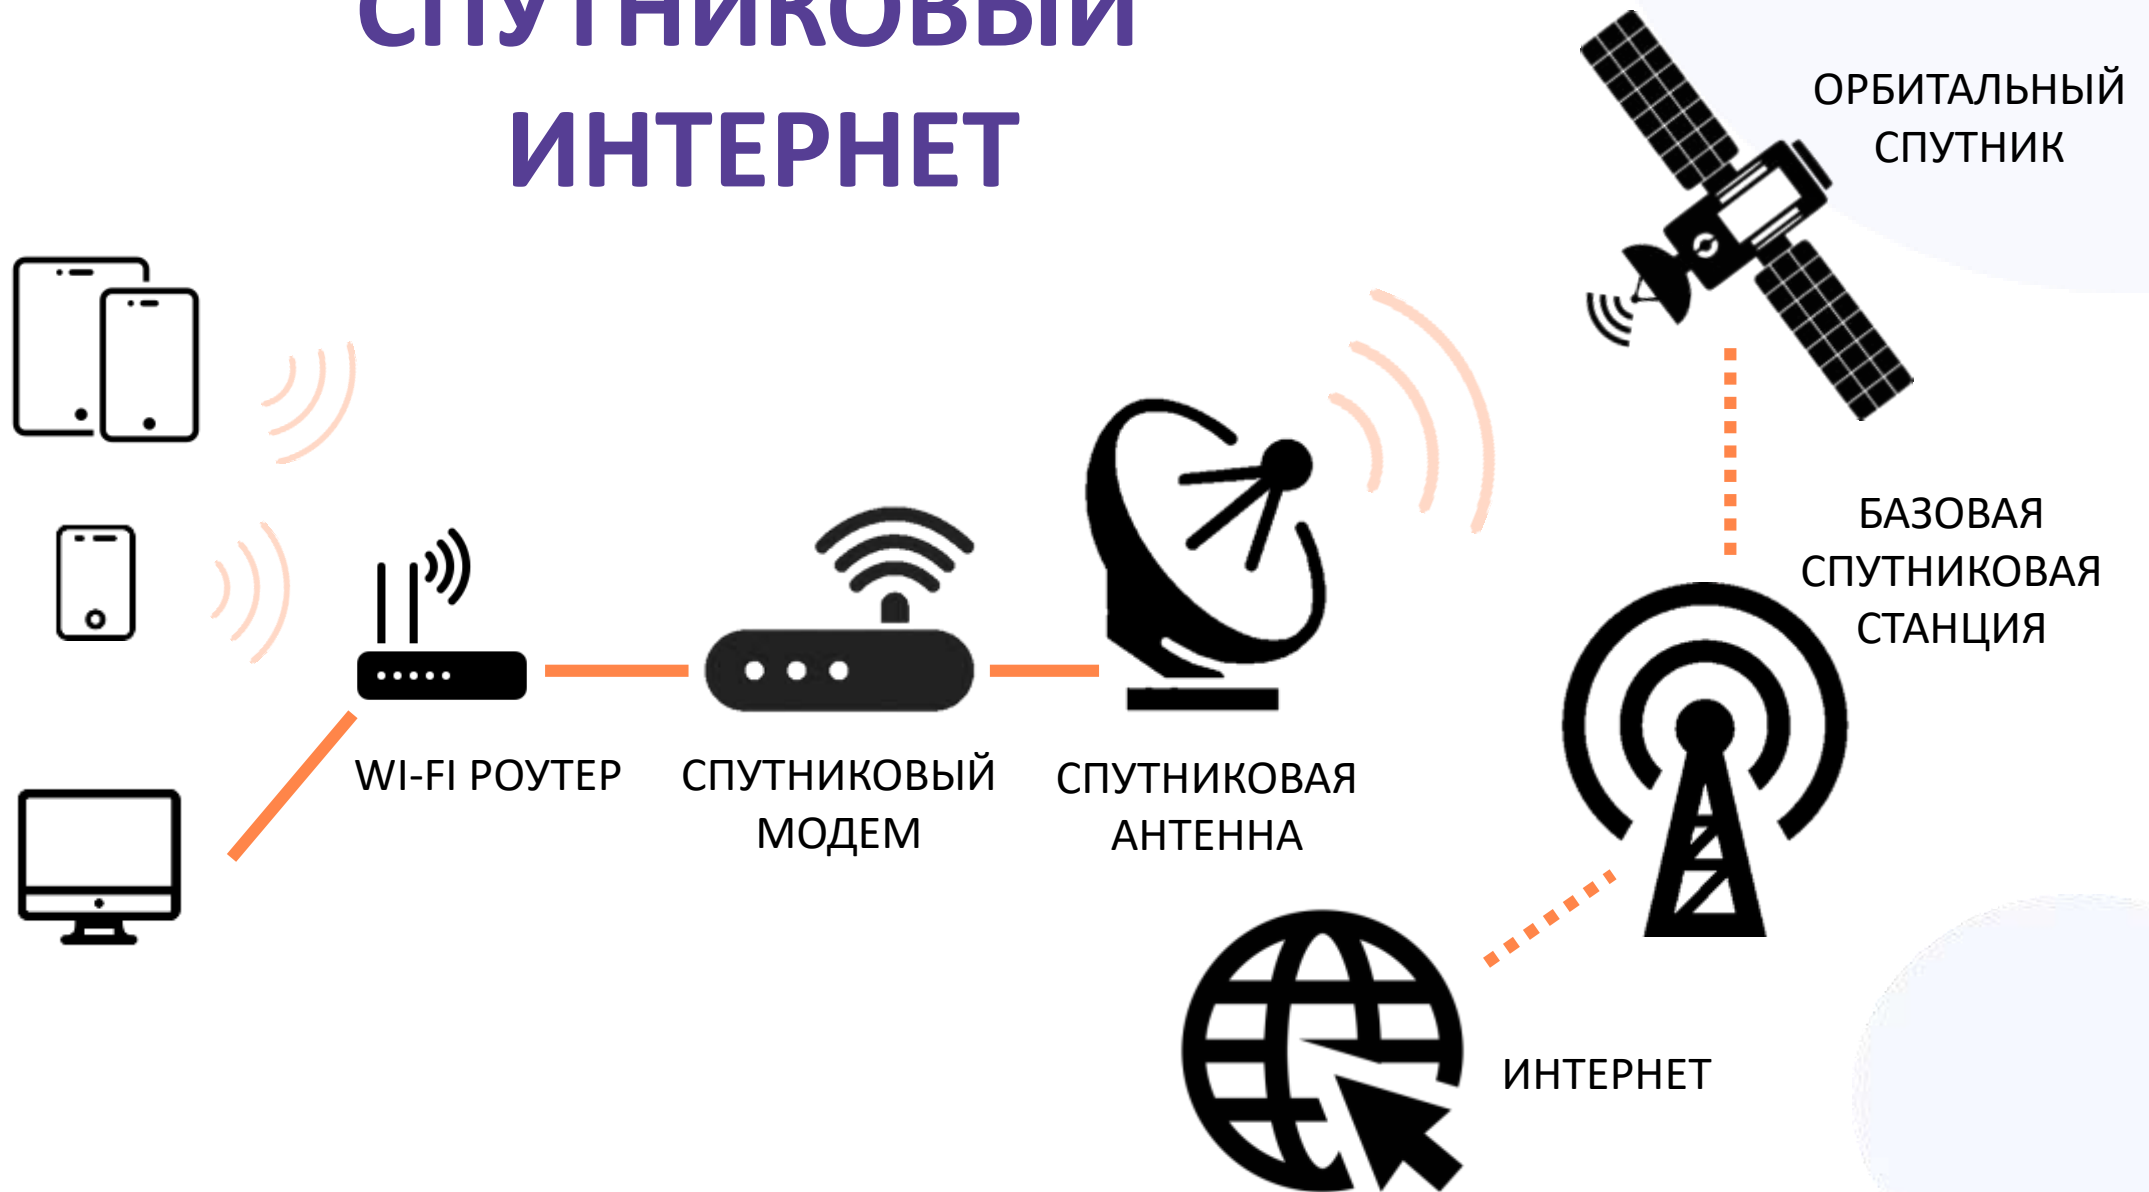 СПУТНИКОВЫЙ
ИНТЕРНЕТ
ОРБИТАЛЬНЫЙ
СПУТНИК
БАЗОВАЯ
СПУТНИКОВАЯ
СТАНЦИЯ
WI-FI РОУТЕР
СПУТНИКОВЫЙ
МОДЕМ
СПУТНИКОВАЯ
АНТЕННА
ИНТЕРНЕТ